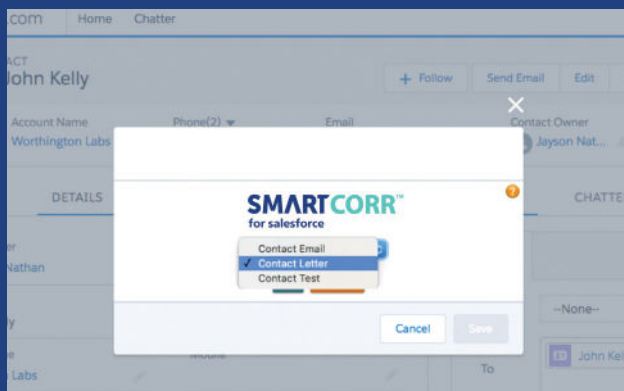 .com Home Chatter
John Kelly
+ Follow Send Email Edit
Account Name Phone(2) Email Contact Owner
Worthington Labs Jayson Nat...
DETAILS CHATTE
SMARTCORR™
for salesforce
?
Contact Email
✓ Contact Letter
Contact Test
Nathan
--None--
Cancel Save
To John Kel
Labs